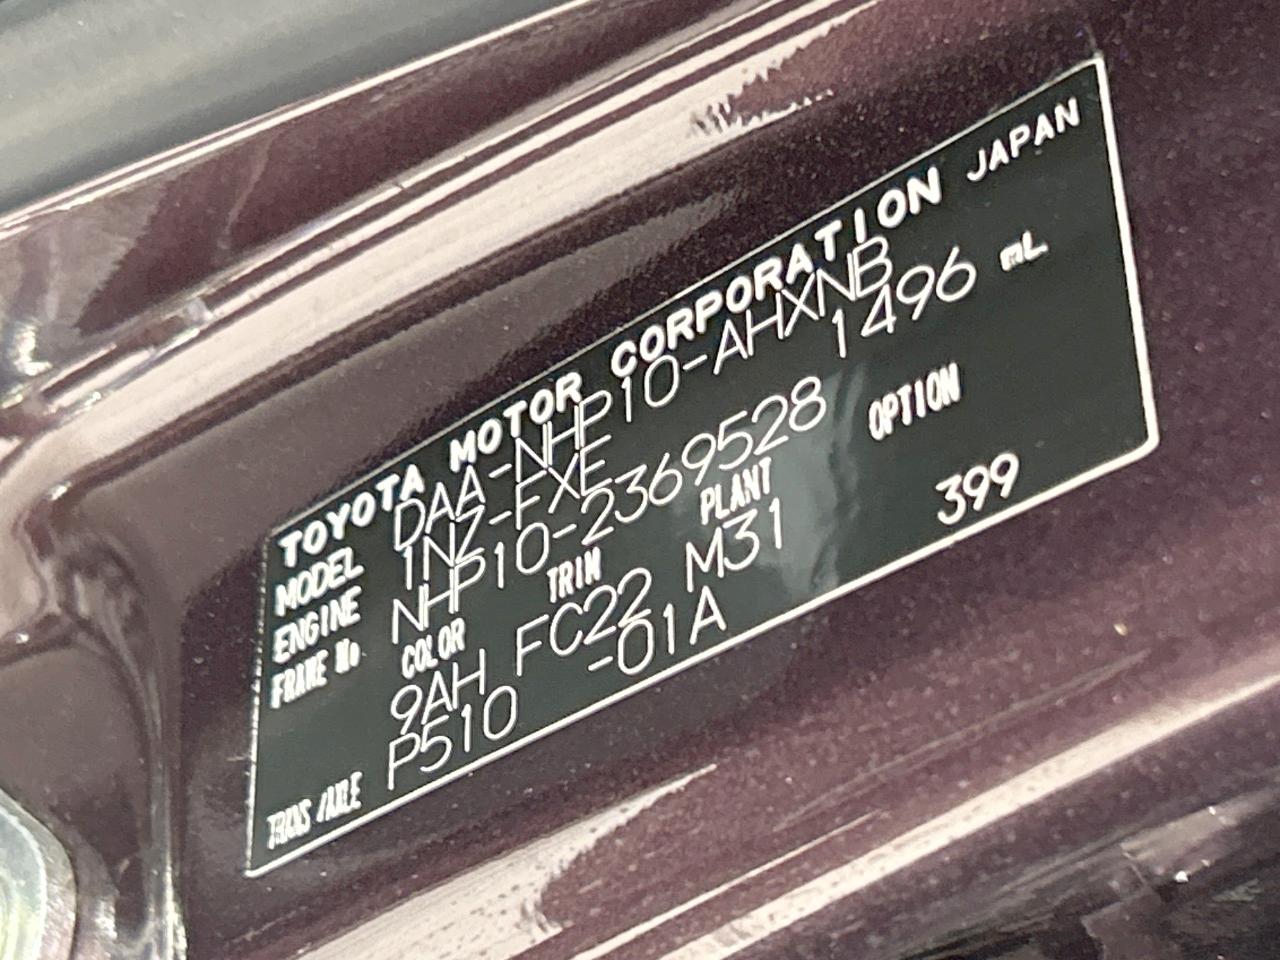 TOYOTA MOTOR CORPORATION JAPAN
MODEL DAA-NHP10-AHXNB
ENGINE 1NZ-FXE 1496 mL
FRAME No. NHP10-2369528
COLOR TRIM PLANT OPTION
9AH FC22 M31 399
TRANS/AXLE P510 -01A